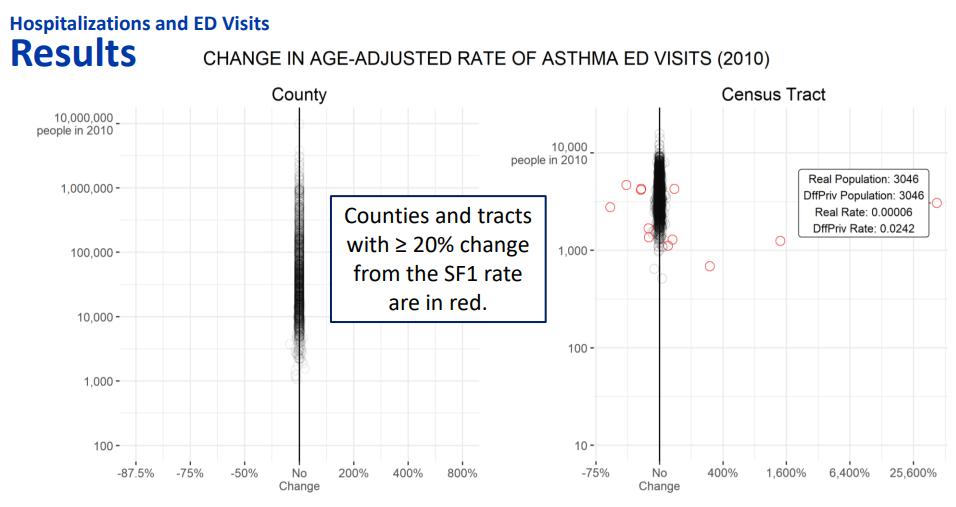 Hospitalizations and ED Visits
Results
CHANGE IN AGE-ADJUSTED RATE OF ASTHMA ED VISITS (2010)
County
10,000,000
people in 2010
1,000,000
100,000
10,000
1,000
100
-87.5%
-75%
-50%
No
Change
200%
400%
800%
Counties and tracts
with ≥ 20% change
from the SF1 rate
are in red.
Census Tract
10,000
people in 2010
1,000
100
10
-75%
No
Change
400%
1,600%
6,400%
25,600%
Real Population: 3046
DffPriv Population: 3046
Real Rate: 0.00006
DffPriv Rate: 0.0242